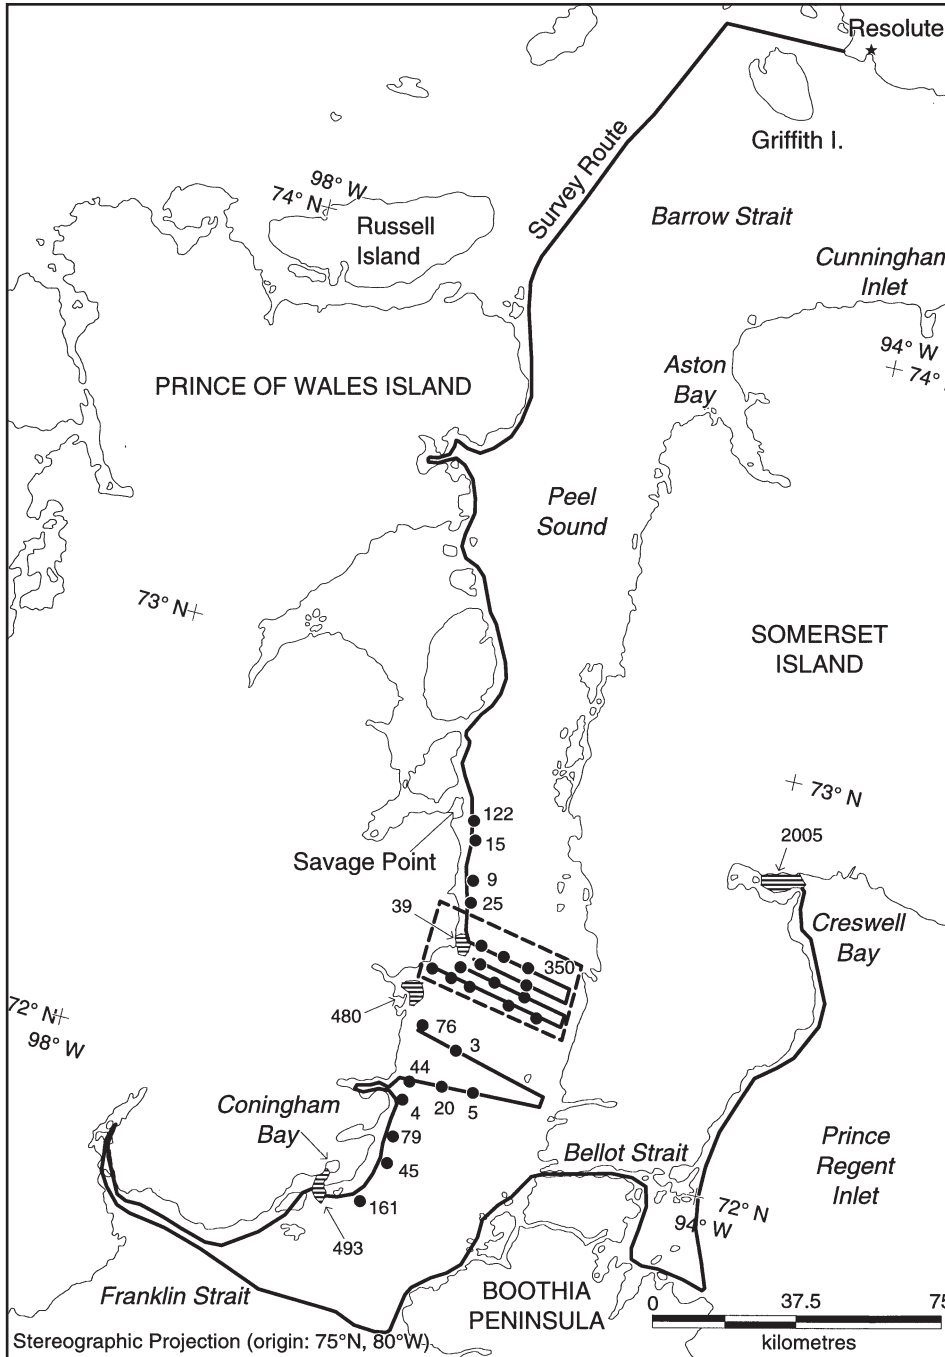 Resolute
Griffith I.
Survey Route
98° W
74° N
Russell
Island
Barrow Strait
Cunningham
Inlet
94° W
74°
Aston
Bay
PRINCE OF WALES ISLAND
Peel
Sound
73° N
SOMERSET
ISLAND
73° N
122
15
Savage Point
2005
9
25
39
Creswell
Bay
350
480
72° N
98° W
76
3
44
20
5
Coningham
Bay
4
79
45
161
493
Bellot Strait
Prince
Regent
Inlet
72° N
94° W
Franklin Strait
BOOTHIA
PENINSULA
0
37.5
75
kilometres
Stereographic Projection (origin: 75°N, 80°W)